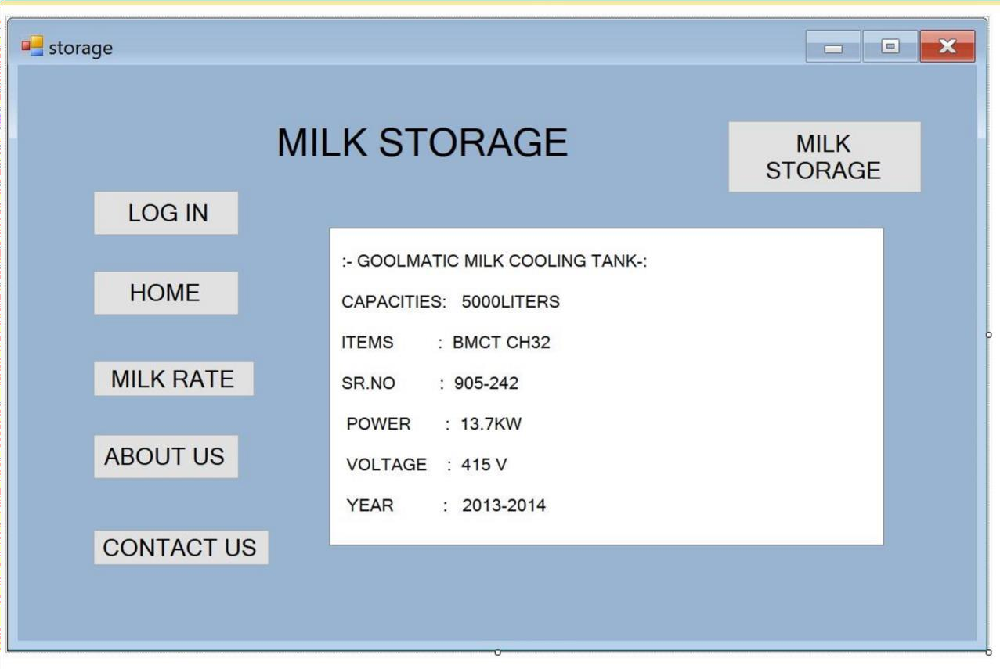 storage
MILK STORAGE
MILK
STORAGE
LOG IN
HOME
MILK RATE
ABOUT US
CONTACT US
:- GOOLMATIC MILK COOLING TANK-:
CAPACITIES: 5000LITERS
ITEMS : BMCT CH32
SR.NO : 905-242
POWER : 13.7KW
VOLTAGE : 415 V
YEAR : 2013-2014